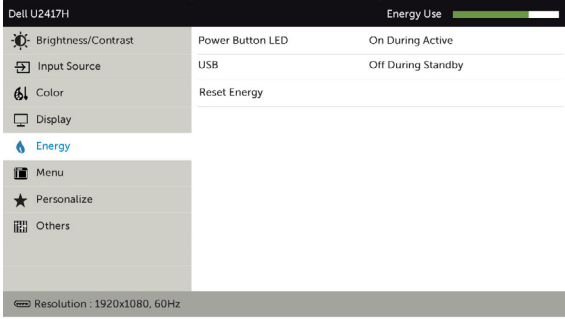 Dell U2417H Energy Use
Brightness/Contrast Power Button LED On During Active
Input Source USB Off During Standby
Color Reset Energy
Display
Energy
Menu
Personalize
Others
Resolution : 1920x1080, 60Hz